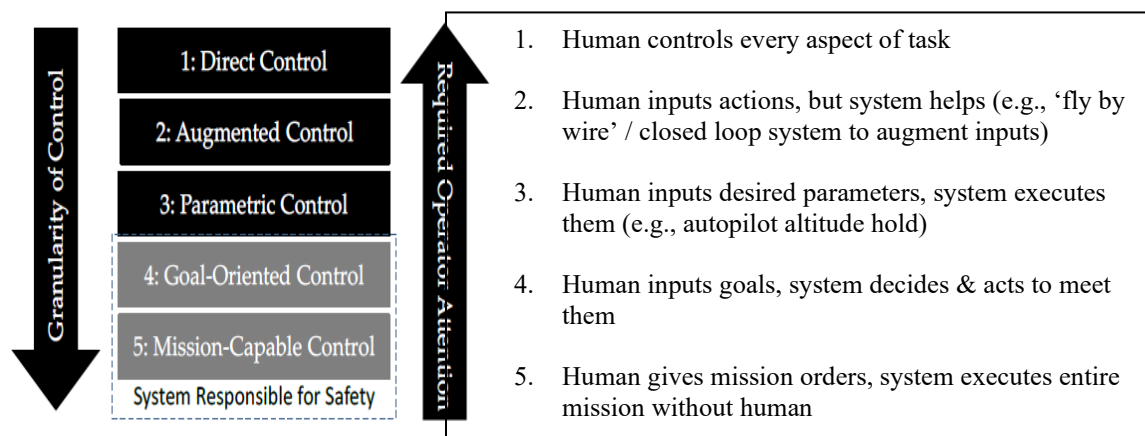 Granularity of Control
1: Direct Control
2: Augmented Control
3: Parametric Control
4: Goal-Oriented Control
5: Mission-Capable Control
System Responsible for Safety
Required Operator Attention
1. Human controls every aspect of task
2. Human inputs actions, but system helps (e.g., ‘fly by
wire’ / closed loop system to augment inputs)
3. Human inputs desired parameters, system executes
them (e.g., autopilot altitude hold)
4. Human inputs goals, system decides & acts to meet
them
5. Human gives mission orders, system executes entire
mission without human